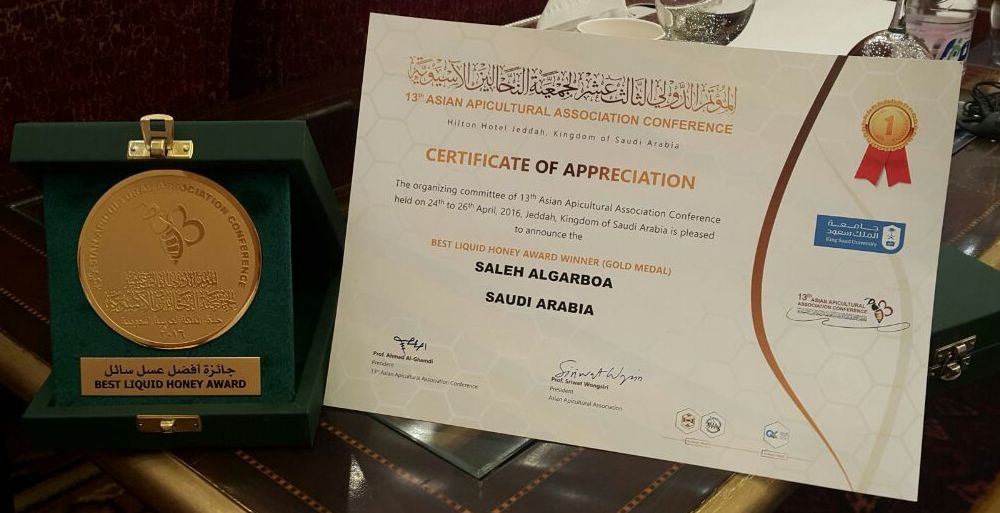 المؤتمر الدولي الثالث عشر لجمعية النحالين الآسيوية
13th ASIAN APICULTURAL ASSOCIATION CONFERENCE
Hilton Hotel Jeddah, Kingdom of Saudi Arabia
CERTIFICATE OF APPRECIATION
The organizing committee of 13th Asian Apicultural Association Conference
held on 24th to 26th April, 2016, Jeddah, Kingdom of Saudi Arabia is pleased
to announce the
BEST LIQUID HONEY AWARD WINNER (GOLD MEDAL)
SALEH ALGARBOA
SAUDI ARABIA
Prof. Ahmad Al-Ghamdi
President
13th Asian Apicultural Association Conference
Prof. Siriwat Wongsiri
President
Asian Apicultural Association
1
جامعة
الملك سعود
King Saud University
13th ASIAN APICULTURAL
ASSOCIATION CONFERENCE
ASIAN APICULTURAL ASSOCIATION CONFERENCE
٢٠١٦
جائزة أفضل عسل سائل
BEST LIQUID HONEY AWARD